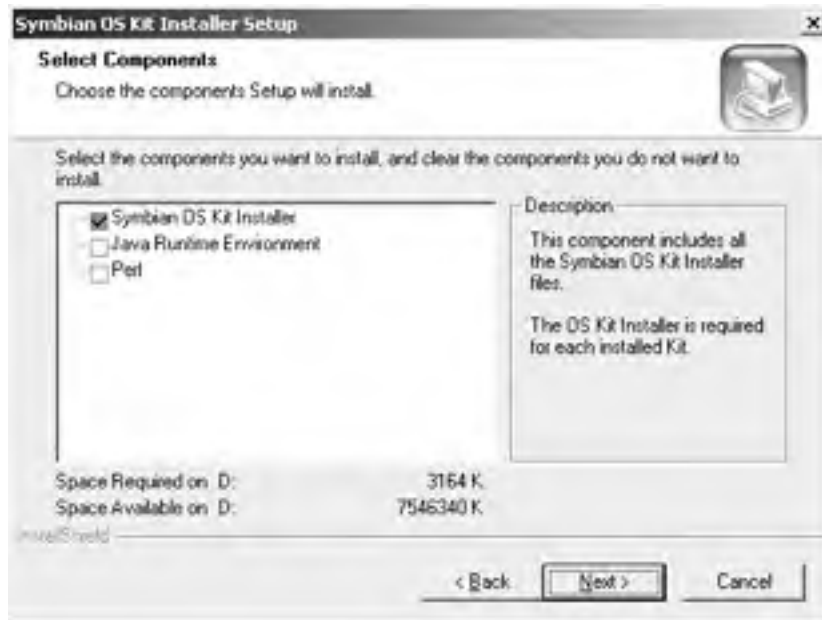 Symbian OS Kit Installer Setup
Select Components
Choose the components Setup will install.
Select the components you want to install, and clear the components you do not want to
install.
Symbian OS Kit Installer
Java Runtime Environment
Perl
Description
This component includes all
the Symbian OS Kit Installer
files.
The OS Kit Installer is required
for each installed Kit.
Space Required on D: 3164 K
Space Available on D: 7546340 K
InstallShield
< Back
Next >
Cancel